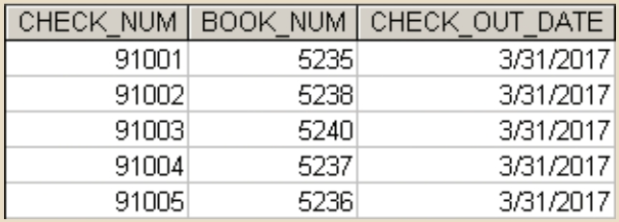 CHECK_NUM BOOK_NUM CHECK_OUT_DATE
91001 5235 3/31/2017
91002 5238 3/31/2017
91003 5240 3/31/2017
91004 5237 3/31/2017
91005 5236 3/31/2017